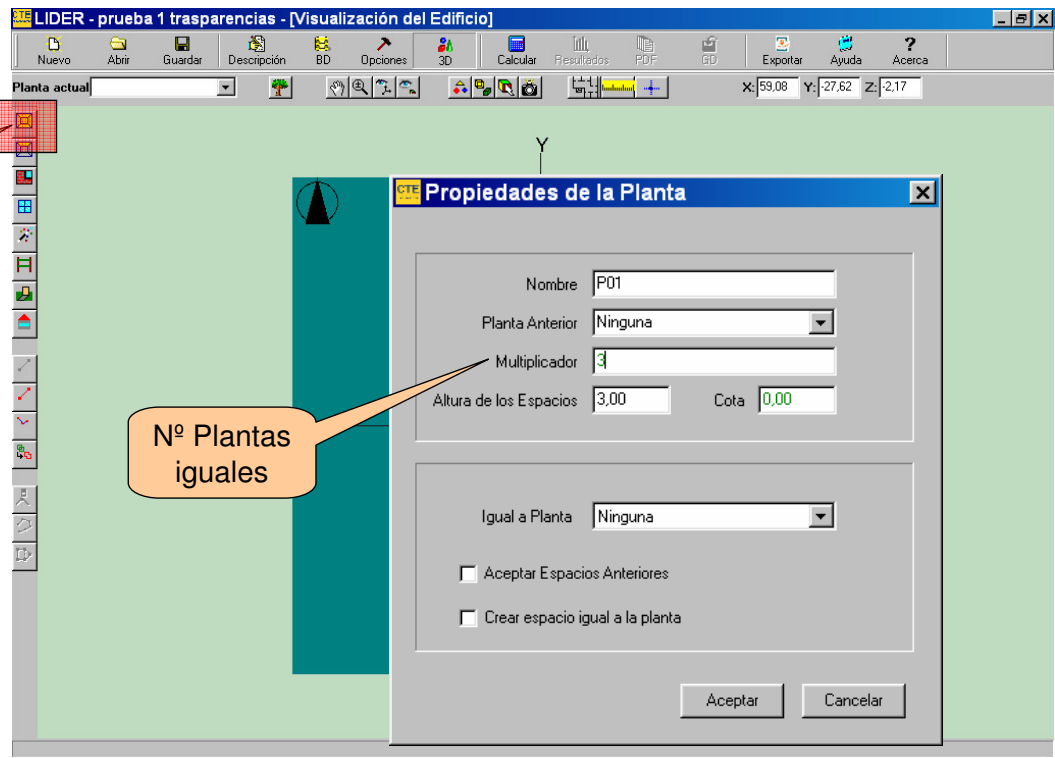 CTE LIDER - prueba 1 trasparencias - [Visualización del Edificio]
Nuevo Abrir Guardar Descripción BD Opciones 3D Calcular Resultados PDF GD Exportar Ayuda Acerca
Planta actual X: 59,08 Y: -27,62 Z: -2,17
Y
CTE Propiedades de la Planta
Nombre P01
Planta Anterior Ninguna
Multiplicador 3
Altura de los Espacios 3,00 Cota 0,00
Nº Plantas
iguales
Igual a Planta Ninguna
Aceptar Espacios Anteriores
Crear espacio igual a la planta
Aceptar Cancelar